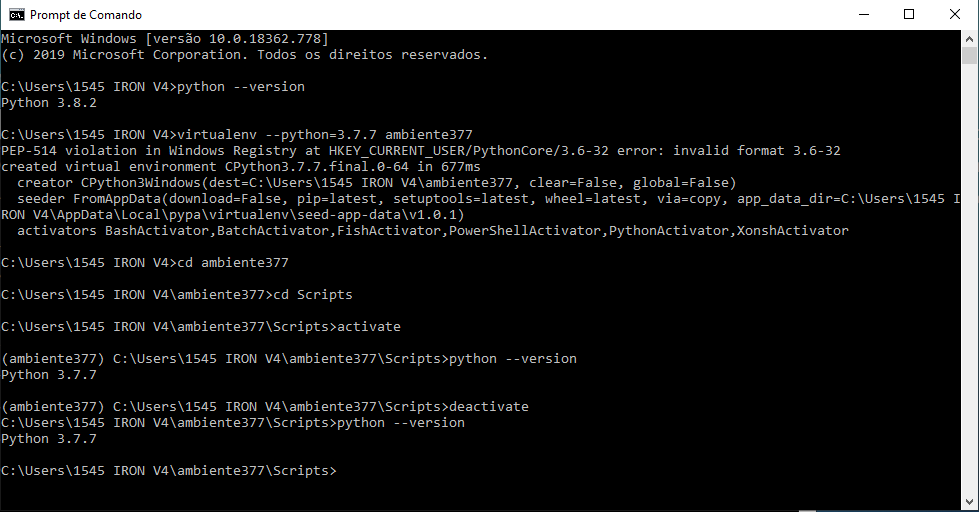 Prompt de Comando
Microsoft Windows [versão 10.0.18362.778]
(c) 2019 Microsoft Corporation. Todos os direitos reservados.
C:\Users\1545 IRON V4>python --version
Python 3.8.2
C:\Users\1545 IRON V4>virtualenv --python=3.7.7 ambiente377
PEP-514 violation in Windows Registry at HKEY_CURRENT_USER/PythonCore/3.6-32 error: invalid format 3.6-32
created virtual environment CPython3.7.7.final.0-64 in 677ms
  creator CPython3Windows(dest=C:\Users\1545 IRON V4\ambiente377, clear=False, global=False)
  seeder FromAppData(download=False, pip=latest, setuptools=latest, wheel=latest, via=copy, app_data_dir=C:\Users\1545 I
RON V4\AppData\Local\pypa\virtualenv\seed-app-data\v1.0.1)
  activators BashActivator,BatchActivator,FishActivator,PowerShellActivator,PythonActivator,XonshActivator
C:\Users\1545 IRON V4>cd ambiente377
C:\Users\1545 IRON V4\ambiente377>cd Scripts
C:\Users\1545 IRON V4\ambiente377\Scripts>activate
(ambiente377) C:\Users\1545 IRON V4\ambiente377\Scripts>python --version
Python 3.7.7
(ambiente377) C:\Users\1545 IRON V4\ambiente377\Scripts>deactivate
C:\Users\1545 IRON V4\ambiente377\Scripts>python --version
Python 3.7.7
C:\Users\1545 IRON V4\ambiente377\Scripts>